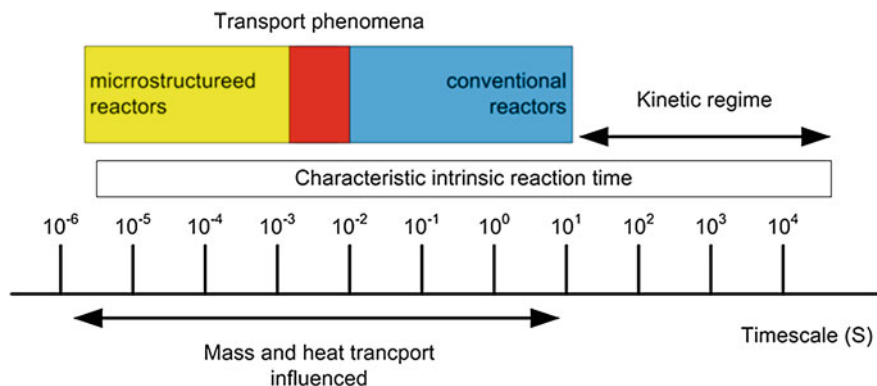 Transport phenomena
micrrostructureed
reactors
conventional
reactors
Kinetic regime
Characteristic intrinsic reaction time
10⁻⁶ 10⁻⁵ 10⁻⁴ 10⁻³ 10⁻² 10⁻¹ 10⁰ 10¹ 10² 10³ 10⁴
Timescale (S)
Mass and heat trancport
influenced